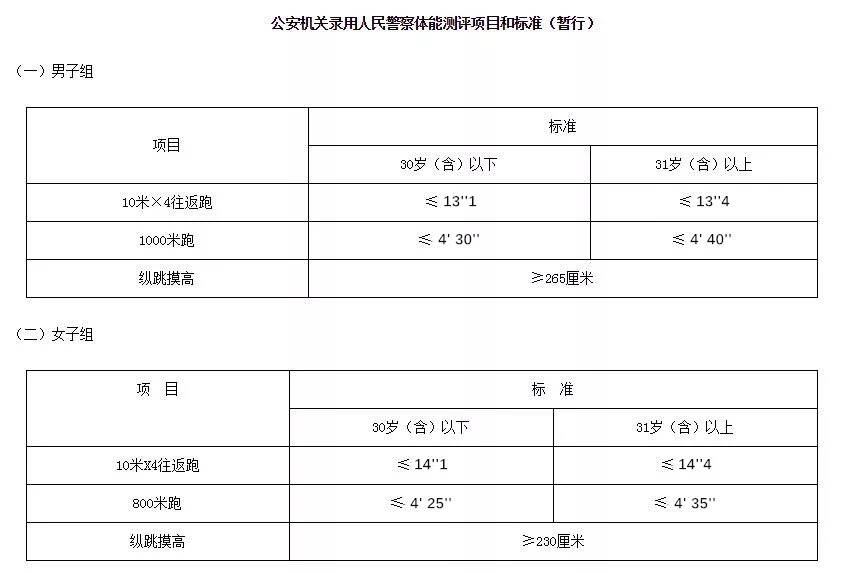 公安机关录用人民警察体能测评项目和标准（暂行）
（一）男子组
项目
标准
30岁（含）以下 31岁（含）以上
10米×4往返跑 ≤13''1 ≤13''4
1000米跑 ≤ 4' 30'' ≤ 4' 40''
纵跳摸高 ≥265厘米
（二）女子组
项 目 标 准
30岁（含）以下 31岁（含）以上
10米X4往返跑 ≤14''1 ≤14''4
800米跑 ≤ 4' 25'' ≤ 4' 35''
纵跳摸高 ≥230厘米